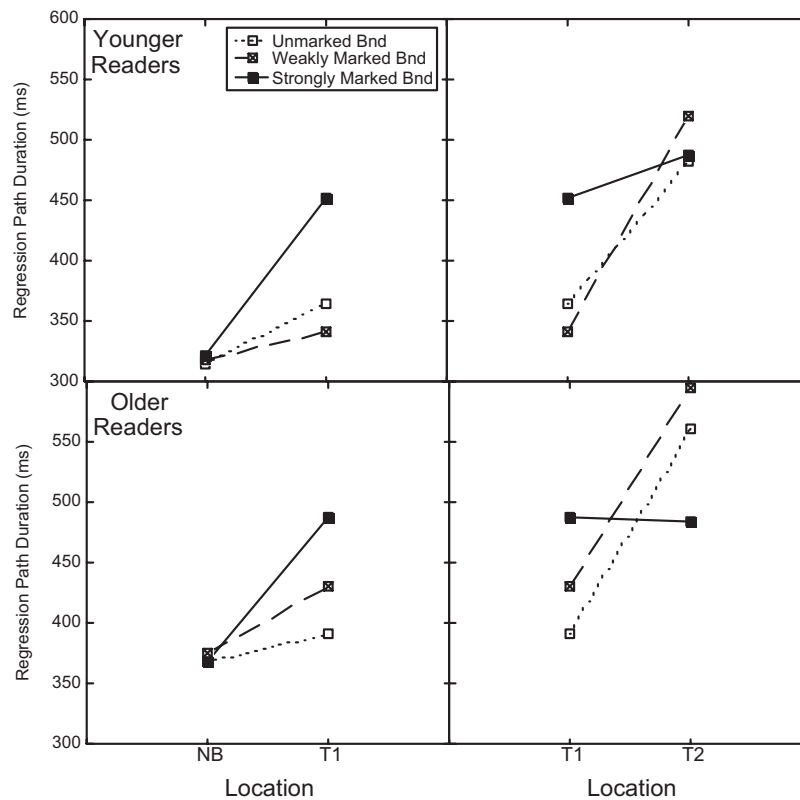 600
550
500
450
400
350
300
Regression Path Duration (ms)
Younger
Readers
Unmarked Bnd
Weakly Marked Bnd
Strongly Marked Bnd
550
500
450
400
350
300
Regression Path Duration (ms)
Older
Readers
NB T1 T1 T2
Location Location